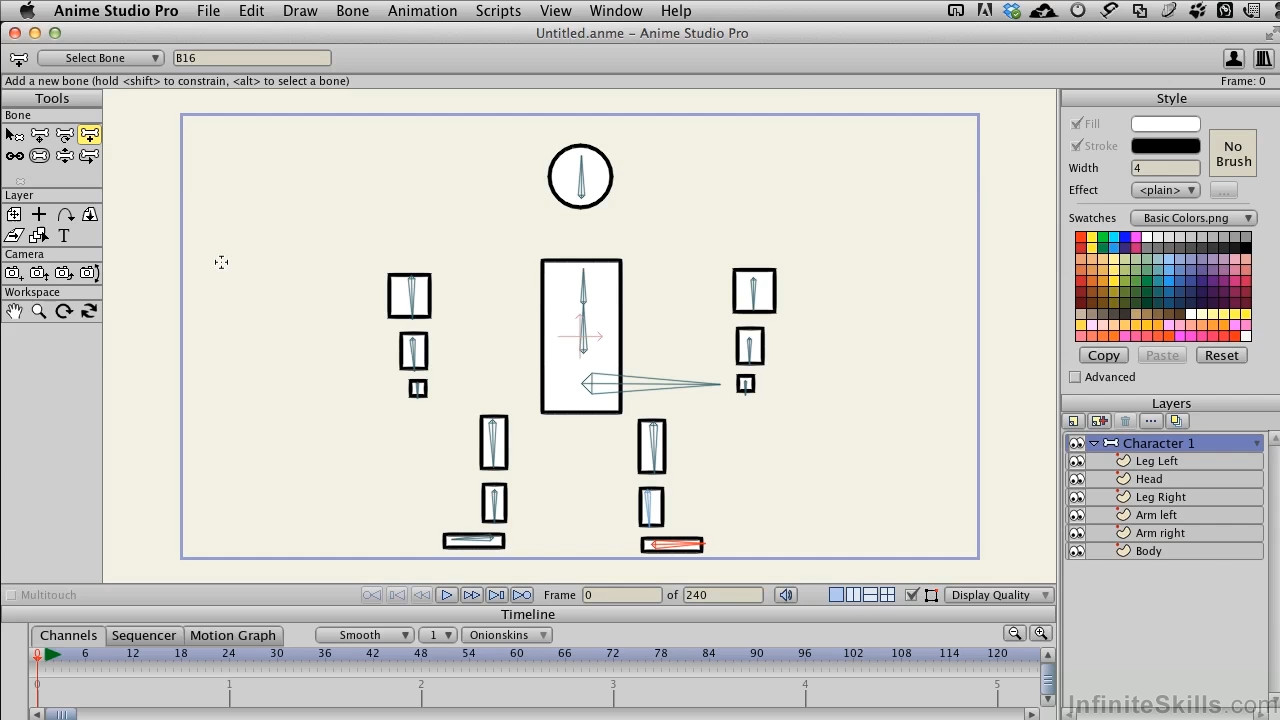 Anime Studio Pro File Edit Draw Bone Animation Scripts View Window Help
Untitled.anme – Anime Studio Pro
Select Bone B16
Add a new bone (hold <shift> to constrain, <alt> to select a bone) Frame: 0
Tools
Bone
Layer
T
Camera
Workspace
Style
Fill
Stroke
No Brush
Width 4
Effect <plain> ...
Swatches Basic Colors.png
Copy Paste Reset
Advanced
Layers
Character 1
Leg Left
Head
Leg Right
Arm left
Arm right
Body
Multitouch Frame 0 of 240 Display Quality
Timeline
Channels Sequencer Motion Graph Smooth 1 Onionskins
0 6 12 18 24 30 36 42 48 54 60 66 72 78 84 90 96 102 108 114 120
0 1 2 3 4 5
InfiniteSkills.com